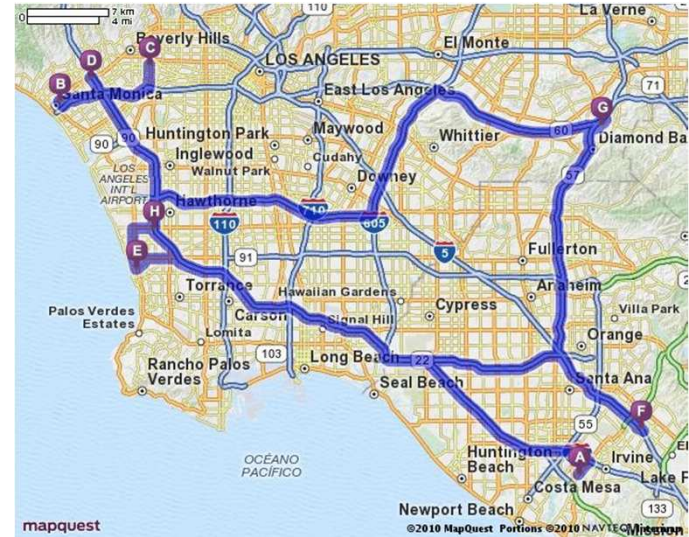 0
7 km
4 mi
110
La Verne
C
Beverly Hills
D
El Monte
LOS ANGELES
B
Santa Monica
East Los Angeles
71
G
90
90
Huntington Park
Maywood
Whittier
60
Diamond Ba
Inglewood
Cudahy
LOS
ANGELES
INT'L
AIRPORT
Walnut Park
Downey
57
Hawthorne
H
110
710
605
E
91
5
Fullerton
Torrance
Hawaiian Gardens
Anaheim
Palos Verdes
Estates
Carson
Signal Hill
Cypress
Villa Park
Lomita
Orange
Rancho Palos
Verdes
103
Long Beach
22
Seal Beach
Santa Ana
F
55
OCÉANO
PACÍFICO
Huntington
Beach
A
Irvine
El
Costa Mesa
Lake F
133
Newport Beach
mapquest
©2010 MapQuest Portions ©2010 NAVTEQ, Intermap
Mission